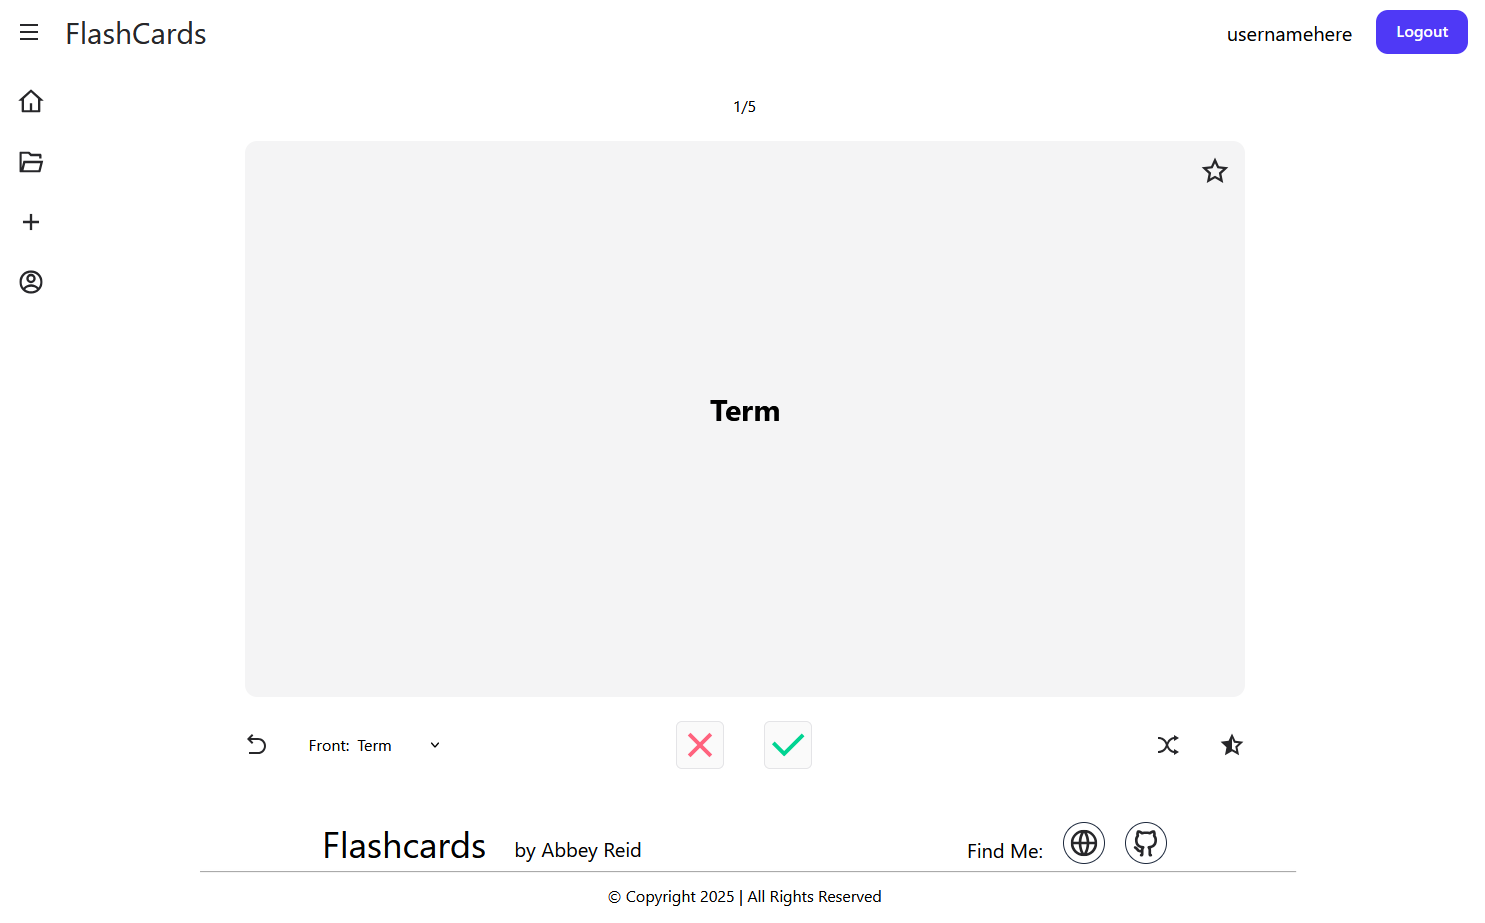 FlashCards
usernamehere
Logout
1/5
Term
Front: Term
Flashcards
by Abbey Reid
Find Me:
© Copyright 2025 | All Rights Reserved